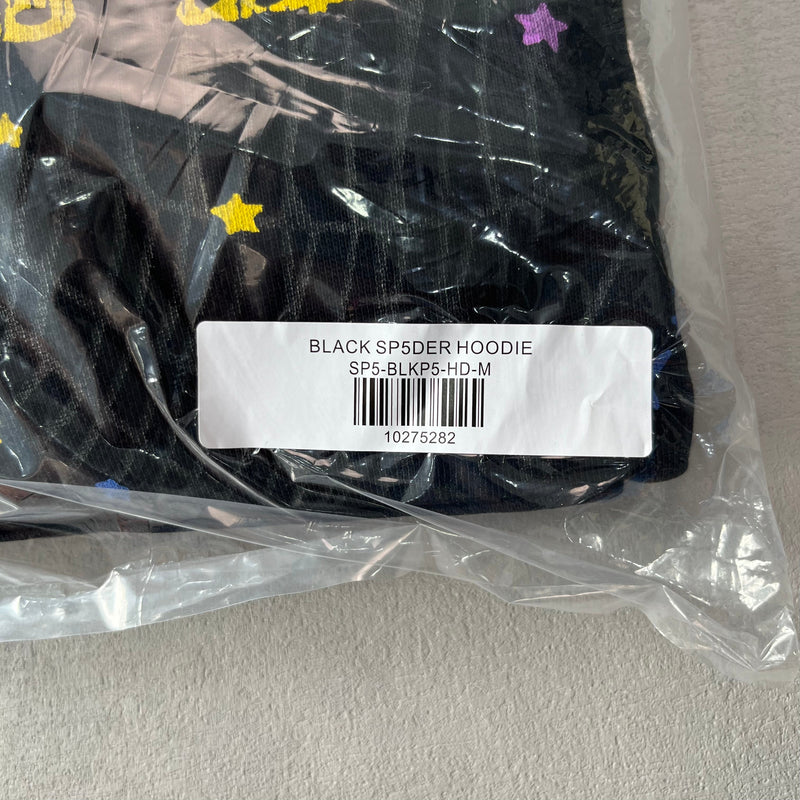 BLACK SP5DER HOODIE
SP5-BLKP5-HD-M
10275282